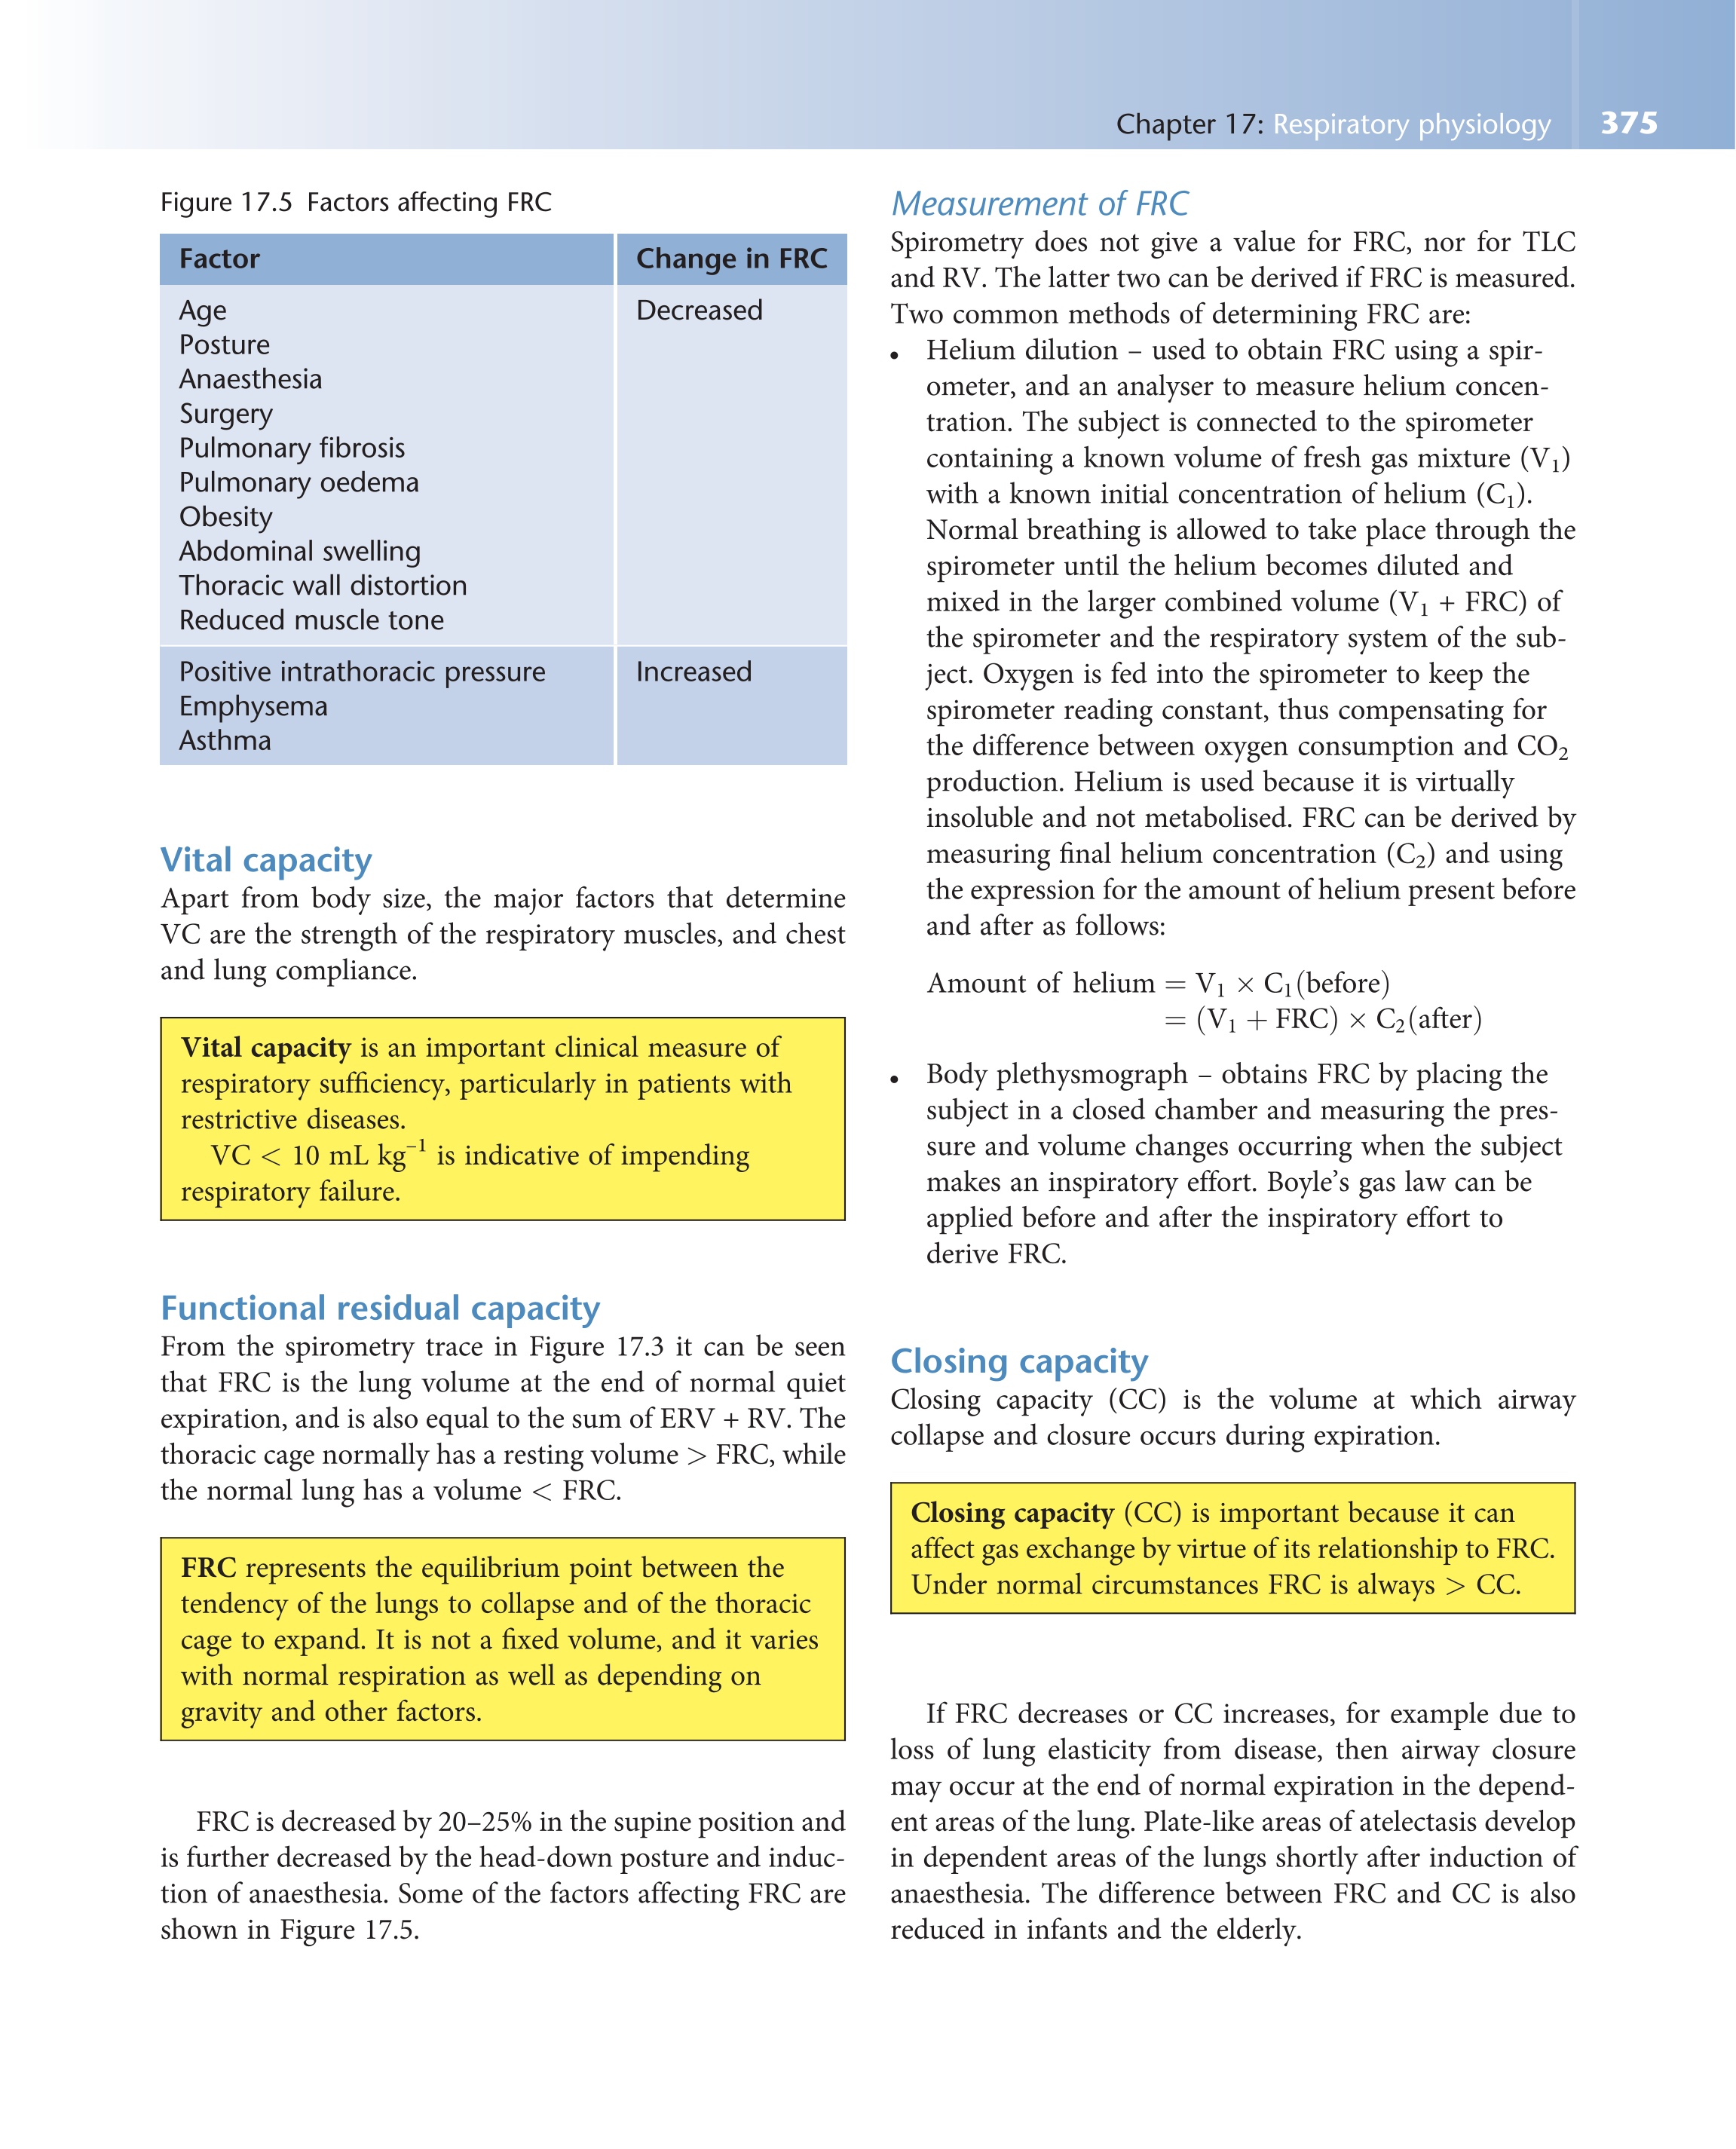 Chapter 17: Respiratory physiology 375
Figure 17.5 Factors affecting FRC
Factor Change in FRC
Age Decreased
Posture
Anaesthesia
Surgery
Pulmonary fibrosis
Pulmonary oedema
Obesity
Abdominal swelling
Thoracic wall distortion
Reduced muscle tone
Positive intrathoracic pressure Increased
Emphysema
Asthma
Vital capacity
Apart from body size, the major factors that determine
VC are the strength of the respiratory muscles, and chest
and lung compliance.
Vital capacity is an important clinical measure of
respiratory sufficiency, particularly in patients with
restrictive diseases.
VC < 10 mL kg⁻¹ is indicative of impending
respiratory failure.
Functional residual capacity
From the spirometry trace in Figure 17.3 it can be seen
that FRC is the lung volume at the end of normal quiet
expiration, and is also equal to the sum of ERV + RV. The
thoracic cage normally has a resting volume > FRC, while
the normal lung has a volume < FRC.
FRC represents the equilibrium point between the
tendency of the lungs to collapse and of the thoracic
cage to expand. It is not a fixed volume, and it varies
with normal respiration as well as depending on
gravity and other factors.
FRC is decreased by 20–25% in the supine position and
is further decreased by the head-down posture and induc-
tion of anaesthesia. Some of the factors affecting FRC are
shown in Figure 17.5.
Measurement of FRC
Spirometry does not give a value for FRC, nor for TLC
and RV. The latter two can be derived if FRC is measured.
Two common methods of determining FRC are:
• Helium dilution – used to obtain FRC using a spir-
ometer, and an analyser to measure helium concen-
tration. The subject is connected to the spirometer
containing a known volume of fresh gas mixture (V₁)
with a known initial concentration of helium (C₁).
Normal breathing is allowed to take place through the
spirometer until the helium becomes diluted and
mixed in the larger combined volume (V₁ + FRC) of
the spirometer and the respiratory system of the sub-
ject. Oxygen is fed into the spirometer to keep the
spirometer reading constant, thus compensating for
the difference between oxygen consumption and CO₂
production. Helium is used because it is virtually
insoluble and not metabolised. FRC can be derived by
measuring final helium concentration (C₂) and using
the expression for the amount of helium present before
and after as follows:
Amount of helium = V₁ × C₁(before)
= (V₁ + FRC) × C₂(after)
• Body plethysmograph – obtains FRC by placing the
subject in a closed chamber and measuring the pres-
sure and volume changes occurring when the subject
makes an inspiratory effort. Boyle’s gas law can be
applied before and after the inspiratory effort to
derive FRC.
Closing capacity
Closing capacity (CC) is the volume at which airway
collapse and closure occurs during expiration.
Closing capacity (CC) is important because it can
affect gas exchange by virtue of its relationship to FRC.
Under normal circumstances FRC is always > CC.
If FRC decreases or CC increases, for example due to
loss of lung elasticity from disease, then airway closure
may occur at the end of normal expiration in the depend-
ent areas of the lung. Plate-like areas of atelectasis develop
in dependent areas of the lungs shortly after induction of
anaesthesia. The difference between FRC and CC is also
reduced in infants and the elderly.